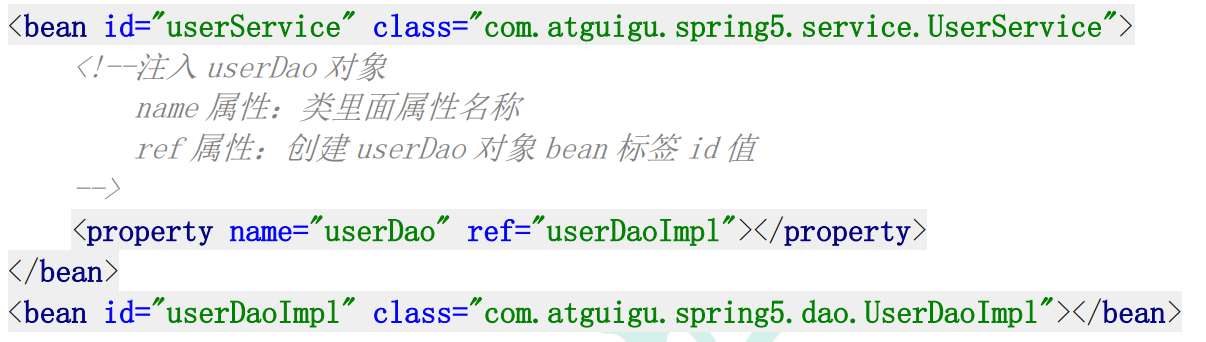 <bean id="userService" class="com.atguigu.spring5.service.UserService">
<!--注入 userDao 对象
name 属性：类里面属性名称
ref 属性：创建 userDao 对象 bean 标签 id 值
-->
<property name="userDao" ref="userDaoImpl"></property>
</bean>
<bean id="userDaoImpl" class="com.atguigu.spring5.dao.UserDaoImpl"></bean>